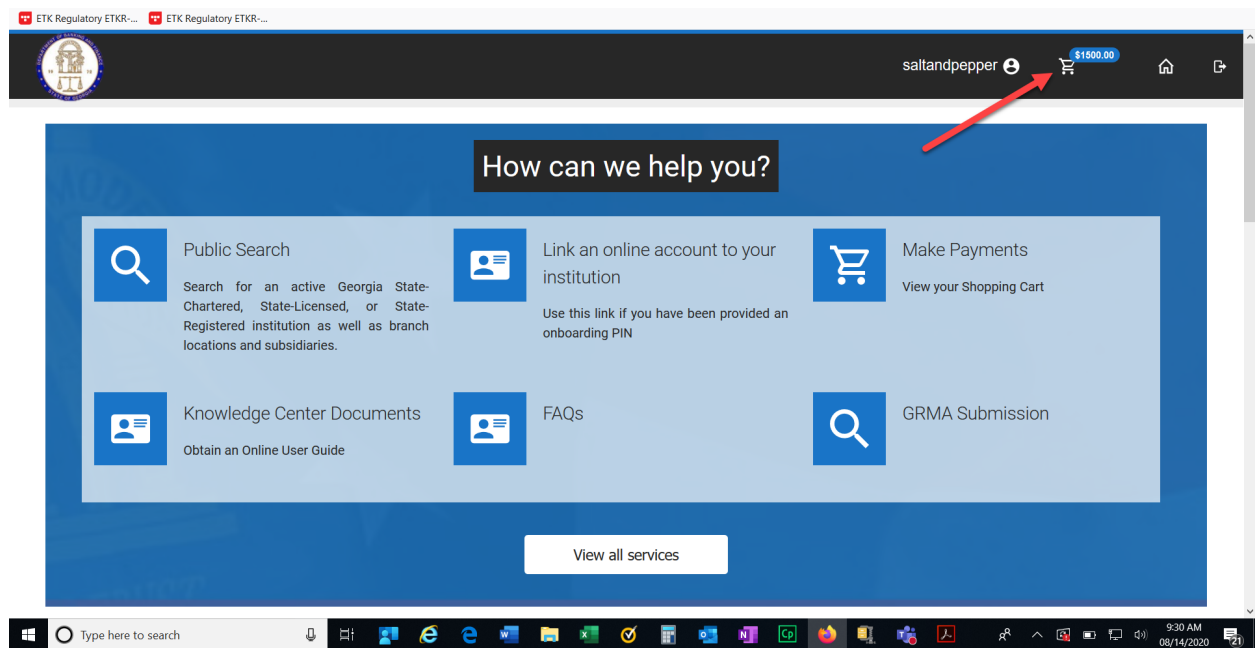 ETK Regulatory ETKR-... ETK Regulatory ETKR-...
saltandpepper $1500.00
How can we help you?
Public Search
Search for an active Georgia State-
Chartered, State-Licensed, or State-
Registered institution as well as branch
locations and subsidiaries.
Link an online account to your
institution
Use this link if you have been provided an
onboarding PIN
Make Payments
View your Shopping Cart
Knowledge Center Documents
Obtain an Online User Guide
FAQs
GRMA Submission
View all services
Type here to search
9:30 AM
08/14/2020
21